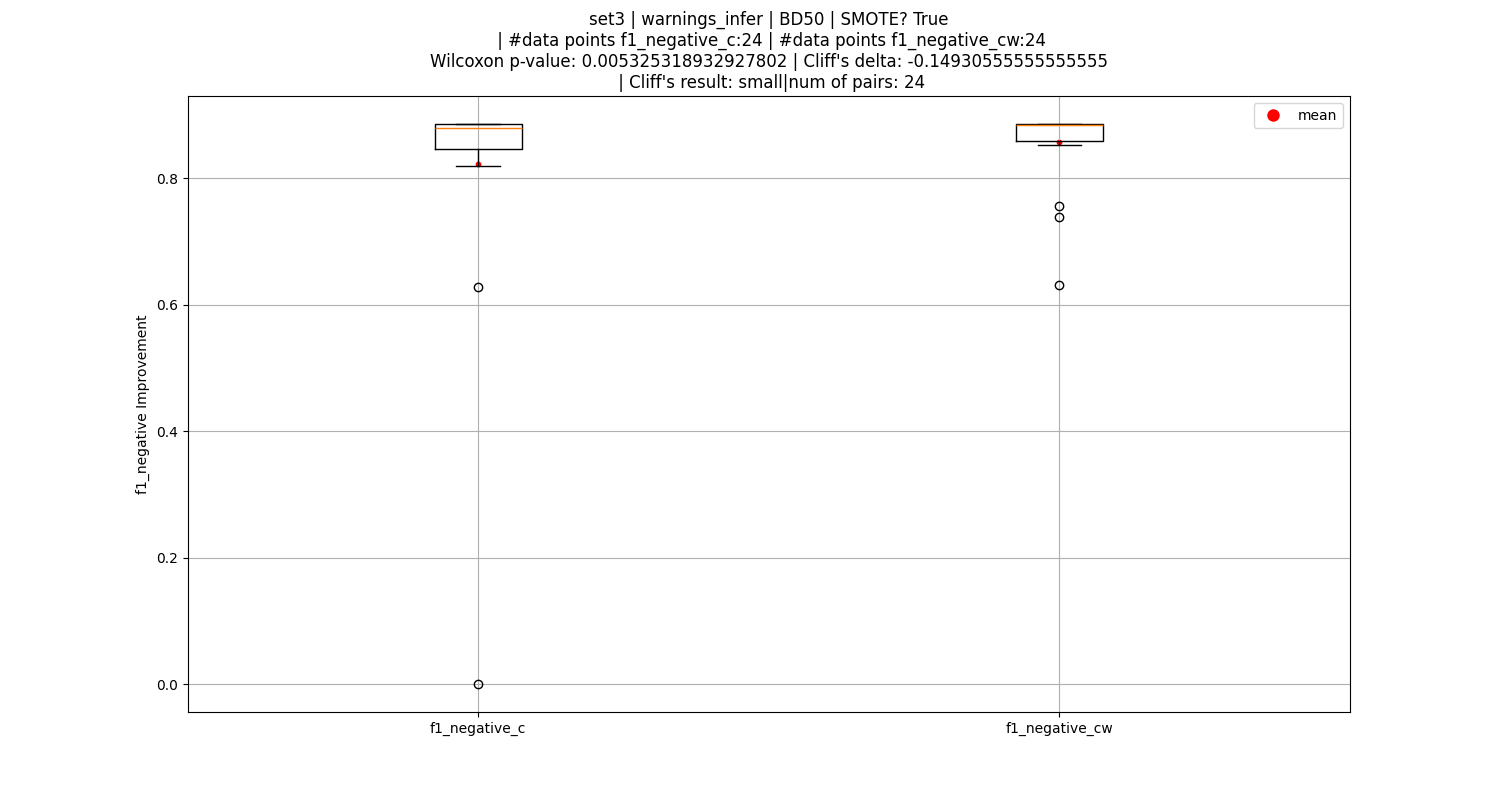 set3 | warnings_infer | BD50 | SMOTE? True
| #data points f1_negative_c:24 | #data points f1_negative_cw:24
Wilcoxon p-value: 0.005325318932927802 | Cliff's delta: -0.14930555555555555
| Cliff's result: small|num of pairs: 24
mean
0.8
0.6
0.4
0.2
0.0
f1_negative Improvement
f1_negative_c
f1_negative_cw